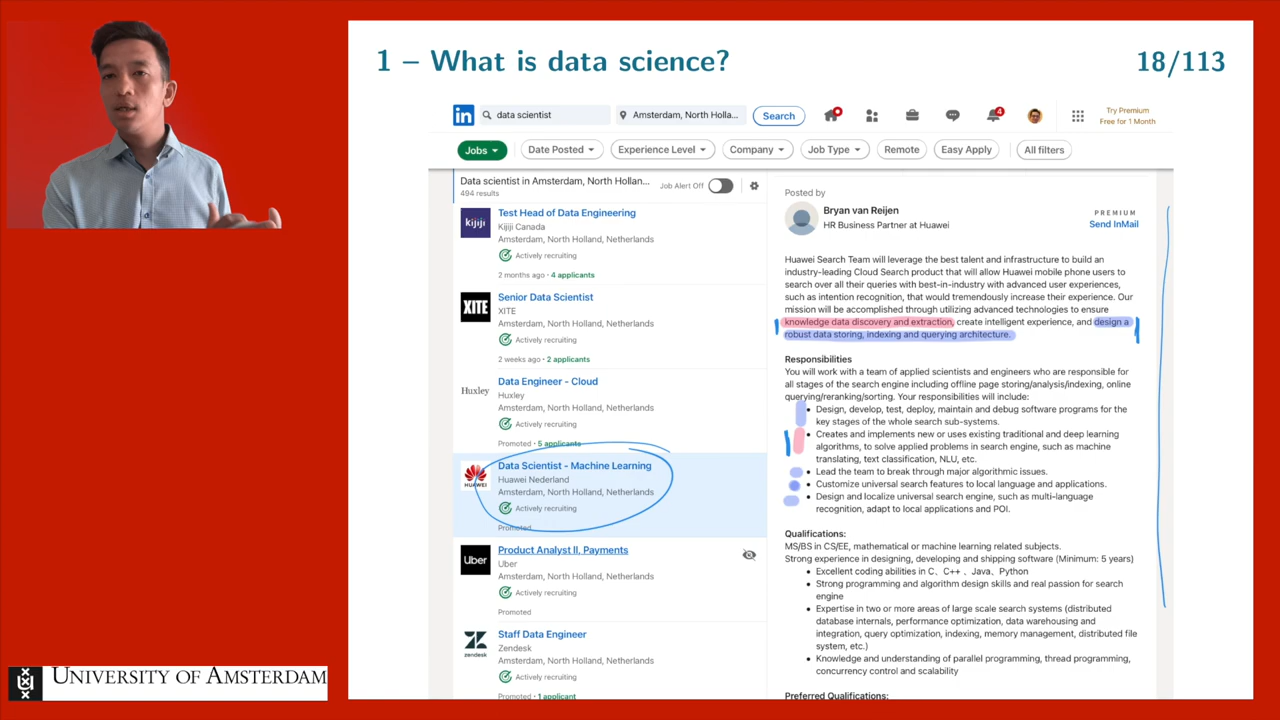 1 – What is data science?
18/113
in
data scientist
Amsterdam, North Holla...
Search
4
Try Premium
Free for 1 Month
Jobs
Date Posted
Experience Level
Company
Job Type
Remote
Easy Apply
All filters
Data scientist in Amsterdam, North Hollan...
494 results
Job Alert Off
kijiji
Test Head of Data Engineering
Kijiji Canada
Amsterdam, North Holland, Netherlands
Actively recruiting
2 months ago • 4 applicants
XITE
Senior Data Scientist
XITE
Amsterdam, North Holland, Netherlands
Actively recruiting
2 weeks ago • 2 applicants
Huxley
Data Engineer - Cloud
Huxley
Amsterdam, North Holland, Netherlands
Actively recruiting
Promoted • 5 applicants
HUAWEI
Data Scientist - Machine Learning
Huawei Nederland
Amsterdam, North Holland, Netherlands
Actively recruiting
Promoted
Uber
Product Analyst II, Payments
Uber
Amsterdam, North Holland, Netherlands
Actively recruiting
Promoted
zendesk
Staff Data Engineer
Zendesk
Amsterdam, North Holland, Netherlands
Actively recruiting
Promoted • 1 applicant
Posted by
Bryan van Reijen
HR Business Partner at Huawei
PREMIUM
Send InMail
Huawei Search Team will leverage the best talent and infrastructure to build an
industry-leading Cloud Search product that will allow Huawei mobile phone users to
search over all their queries with best-in-industry with advanced user experiences,
such as intention recognition, that would tremendously increase their experience. Our
mission will be accomplished through utilizing advanced technologies to ensure
knowledge data discovery and extraction, create intelligent experience, and design a
robust data storing, indexing and querying architecture.
Responsibilities
You will work with a team of applied scientists and engineers who are responsible for
all stages of the search engine including offline page storing/analysis/indexing, online
querying/reranking/sorting. Your responsibilities will include:
• Design, develop, test, deploy, maintain and debug software programs for the
key stages of the whole search sub-systems.
• Creates and implements new or uses existing traditional and deep learning
algorithms, to solve applied problems in search engine, such as machine
translating, text classification, NLU, etc.
• Lead the team to break through major algorithmic issues.
• Customize universal search features to local language and applications.
• Design and localize universal search engine, such as multi-language
recognition, adapt to local applications and POI.
Qualifications:
MS/BS in CS/EE, mathematical or machine learning related subjects.
Strong experience in designing, developing and shipping software (Minimum: 5 years)
• Excellent coding abilities in C、C++ 、Java、Python
• Strong programming and algorithm design skills and real passion for search
engine
• Expertise in two or more areas of large scale search systems (distributed
database internals, performance optimization, data warehousing and
integration, query optimization, indexing, memory management, distributed file
system, etc.)
• Knowledge and understanding of parallel programming, thread programming,
concurrency control and scalability
Preferred Qualifications:
UNIVERSITY OF AMSTERDAM